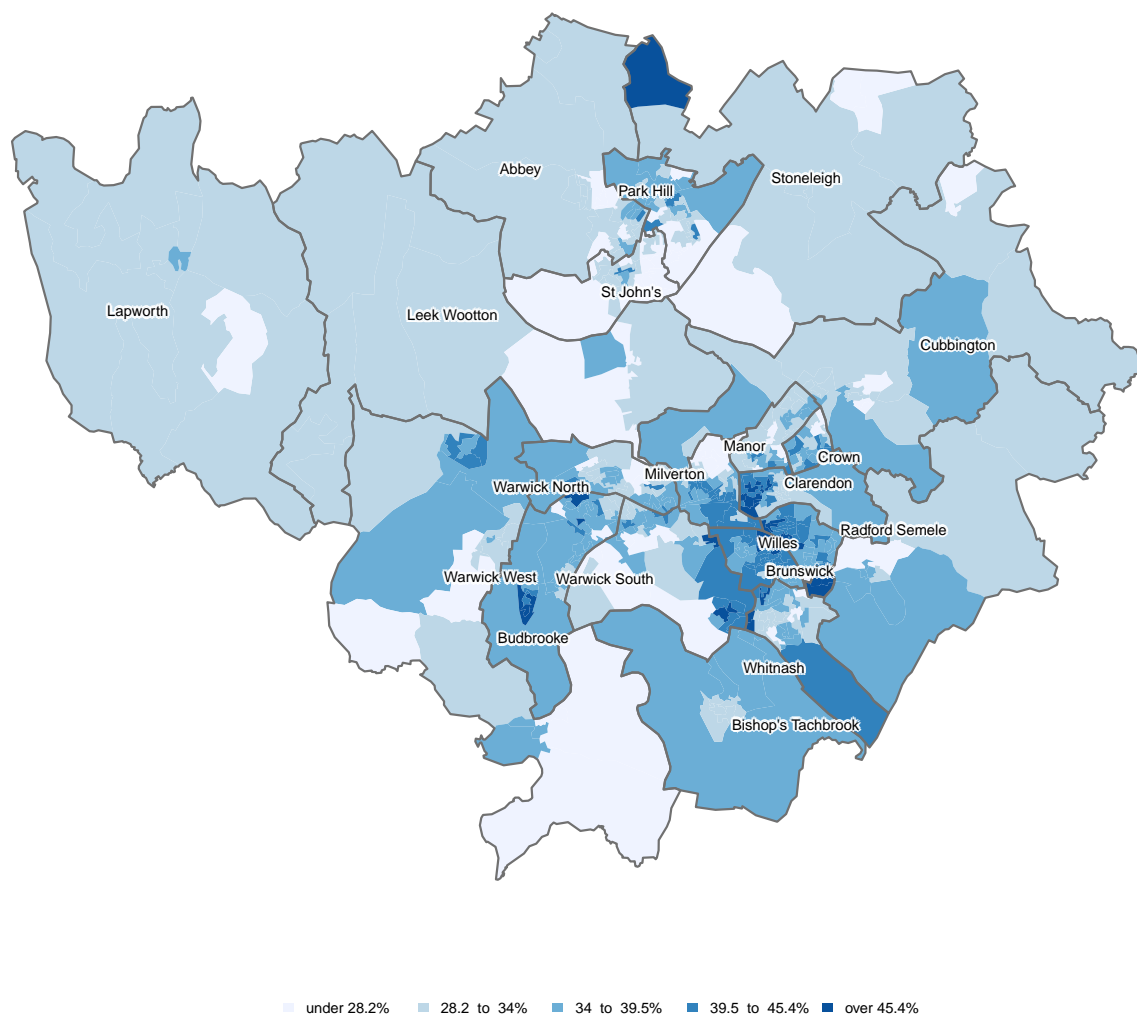 Abbey
Stoneleigh
Park Hill
St John's
Lapworth
Leek Wootton
Cubbington
Manor
Crown
Milverton
Clarendon
Warwick North
Radford Semele
Willes
Brunswick
Warwick West
Warwick South
Budbrooke
Whitnash
Bishop's Tachbrook
under 28.2% 28.2 to 34% 34 to 39.5% 39.5 to 45.4% over 45.4%